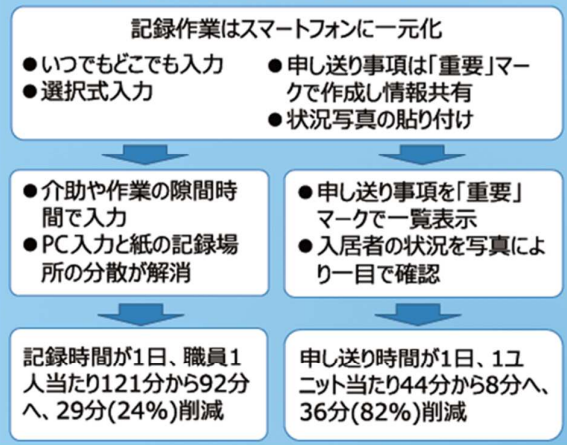 記録作業はスマートフォンに一元化
●いつでもどこでも入力
●選択式入力
●申し送り事項は「重要」マー
クで作成し情報共有
●状況写真の貼り付け
●介助や作業の隙間時
間で入力
●PC入力と紙の記録場
所の分散が解消
●申し送り事項を「重要」
マークで一覧表示
●入居者の状況を写真によ
り一目で確認
記録時間が1日、職員1
人当たり121分から92分
へ、29分(24%)削減
申し送り時間が1日、1ユ
ニット当たり44分から8分へ、
36分(82%)削減